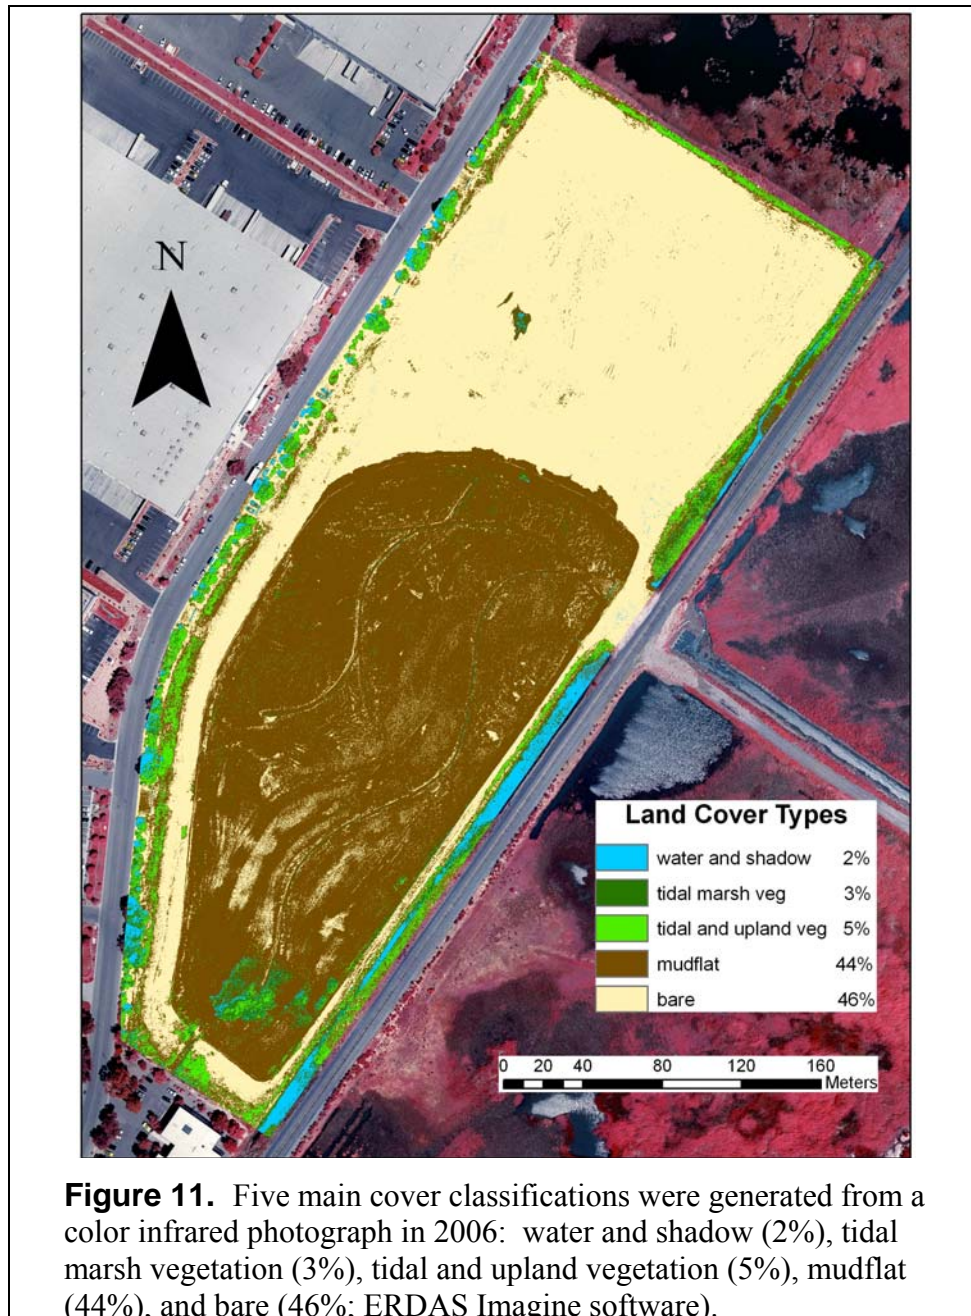 N
Land Cover Types
water and shadow 2%
tidal marsh veg 3%
tidal and upland veg 5%
mudflat 44%
bare 46%
0 20 40 80 120 160
Meters
Figure 11. Five main cover classifications were generated from a
color infrared photograph in 2006: water and shadow (2%), tidal
marsh vegetation (3%), tidal and upland vegetation (5%), mudflat
(44%), and bare (46%; ERDAS Imagine software).